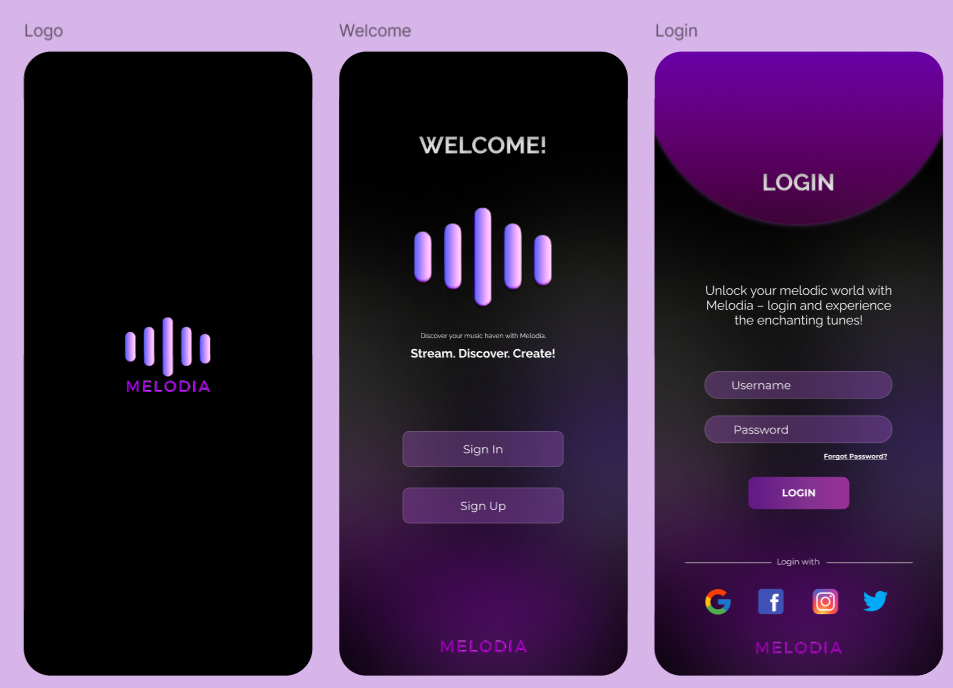 Logo
MELODIA
Welcome
WELCOME!
Discover your music haven with Melodia.
Stream. Discover. Create!
Sign In
Sign Up
MELODIA
Login
LOGIN
Unlock your melodic world with
Melodia – login and experience
the enchanting tunes!
Username
Password
Forgot Password?
LOGIN
Login with
MELODIA